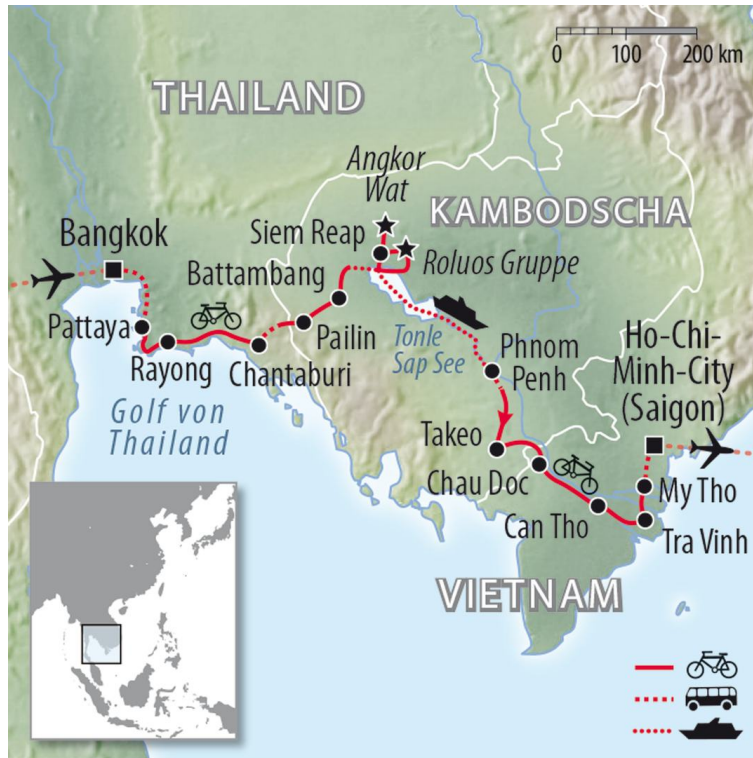 0 100 200 km
THAILAND
Angkor
Wat
KAMBODSCHA
Siem Reap
Bangkok
Roluos Gruppe
Battambang
Pattaya
Rayong
Chantaburi
Pailin
Tonle
Sap See
Phnom
Penh
Ho-Chi-
Minh-City
(Saigon)
Golf von
Thailand
Takeo
Chau Doc
My Tho
Can Tho
Tra Vinh
VIETNAM